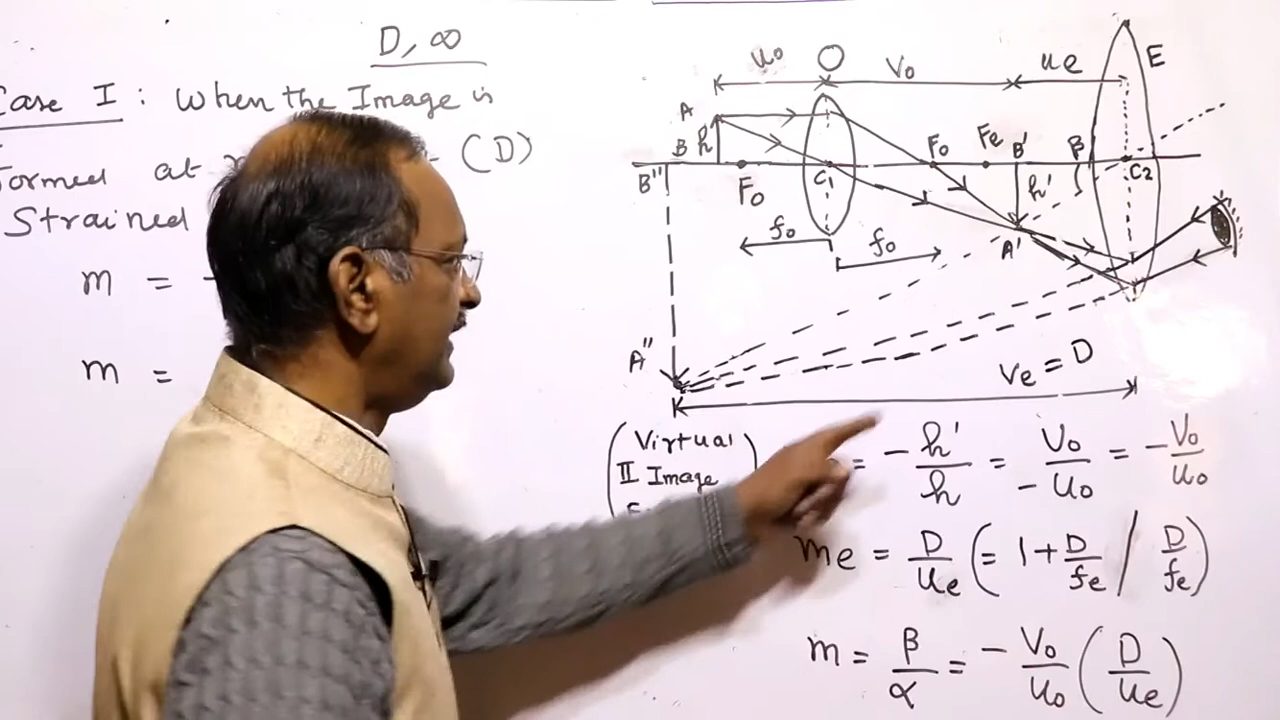 D, ∞
Case I : When the Image is
Formed at (D)
Strained
m = -
m =
u₀ O V₀ ue E
A
B h F₀ Fe B' β
B" F₀ C₁ h' C₂
f₀ f₀ A'
A"
Ve = D
(Virtual
II Image
= - h'/h = V₀/-u₀ = - V₀/u₀
me = D/ue (= 1 + D/fe / D/fe)
m = β/α = - V₀/u₀ (D/ue)